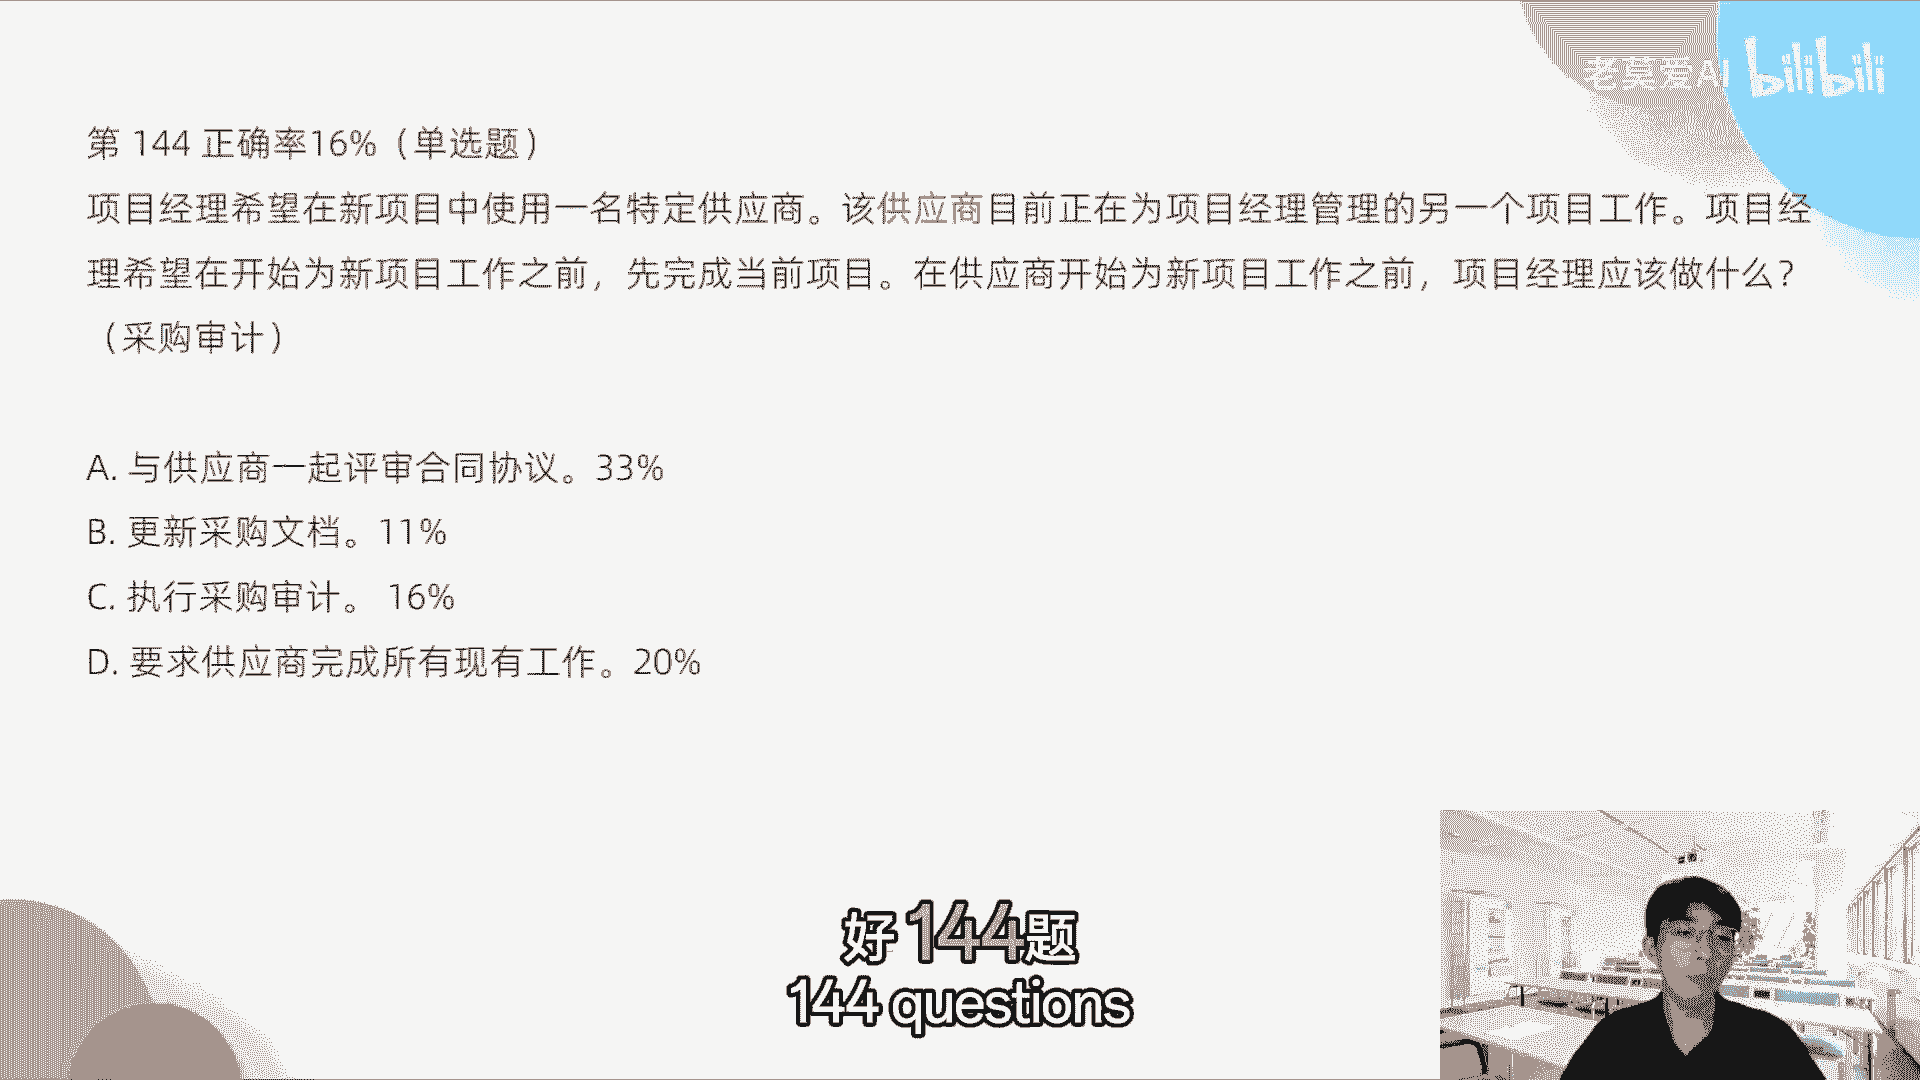 老莫爱AI bilibili
第 144 正确率16%（单选题）
项目经理希望在新项目中使用一名特定供应商。该供应商目前正在为项目经理管理的另一个项目工作。项目经
理希望在开始为新项目工作之前，先完成当前项目。在供应商开始为新项目工作之前，项目经理应该做什么？
（采购审计）
A. 与供应商一起评审合同协议。33%
B. 更新采购文档。11%
C. 执行采购审计。 16%
D. 要求供应商完成所有现有工作。20%
好144题
144 questions